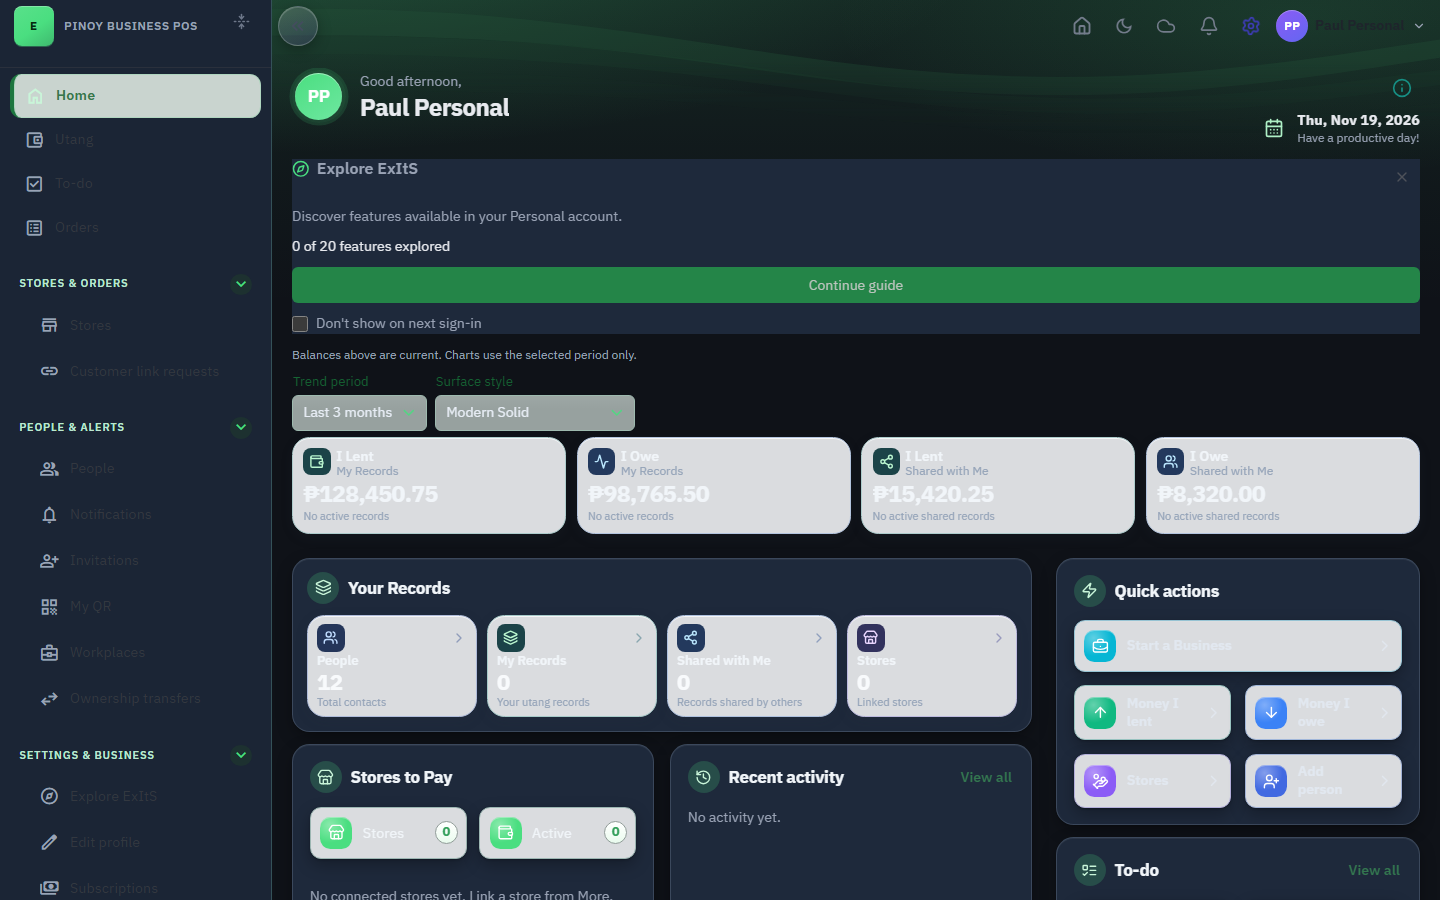 E PINOY BUSINESS POS
PP Paul Personal
Home
Utang
To-do
Orders
STORES & ORDERS
Stores
Customer link requests
PEOPLE & ALERTS
People
Notifications
Invitations
My QR
Workplaces
Ownership transfers
SETTINGS & BUSINESS
Explore ExItS
Edit profile
Subscriptions
PP
Good afternoon,
Paul Personal
Thu, Nov 19, 2026
Have a productive day!
Explore ExItS
Discover features available in your Personal account.
0 of 20 features explored
Continue guide
Don't show on next sign-in
Balances above are current. Charts use the selected period only.
Trend period
Surface style
Last 3 months
Modern Solid
I Lent
My Records
₱128,450.75
No active records
I Owe
My Records
₱98,765.50
No active records
I Lent
Shared with Me
₱15,420.25
No active shared records
I Owe
Shared with Me
₱8,320.00
No active shared records
Your Records
People
12
Total contacts
My Records
0
Your utang records
Shared with Me
0
Records shared by others
Stores
0
Linked stores
Quick actions
Start a Business
Money I
lent
Money I
owe
Stores
Add
person
Stores to Pay
Stores 0
Active 0
No connected stores yet. Link a store from More.
Recent activity
View all
No activity yet.
To-do
View all